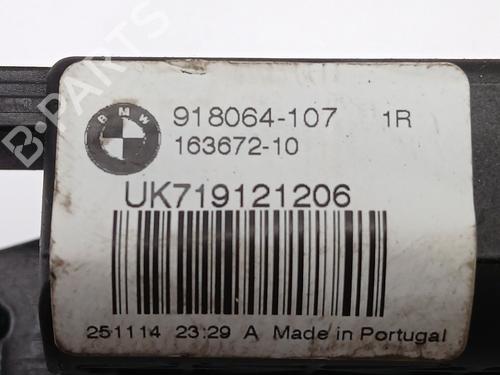 B-PARTS
BMW
918064-107 1R
163672-10
UK719121206
251114 23:29 A Made in Portugal